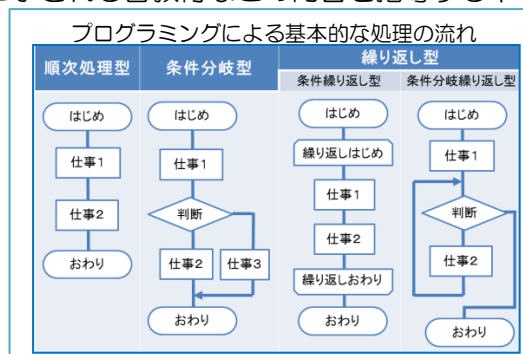 プログラミングによる基本的な処理の流れ
順次処理型
条件分岐型
繰り返し型
条件繰り返し型
条件分岐繰り返し型
はじめ
仕事1
仕事2
おわり
はじめ
仕事1
判断
仕事2
仕事3
おわり
はじめ
繰り返しはじめ
仕事1
仕事2
繰り返しおわり
おわり
はじめ
仕事1
判断
仕事2
おわり